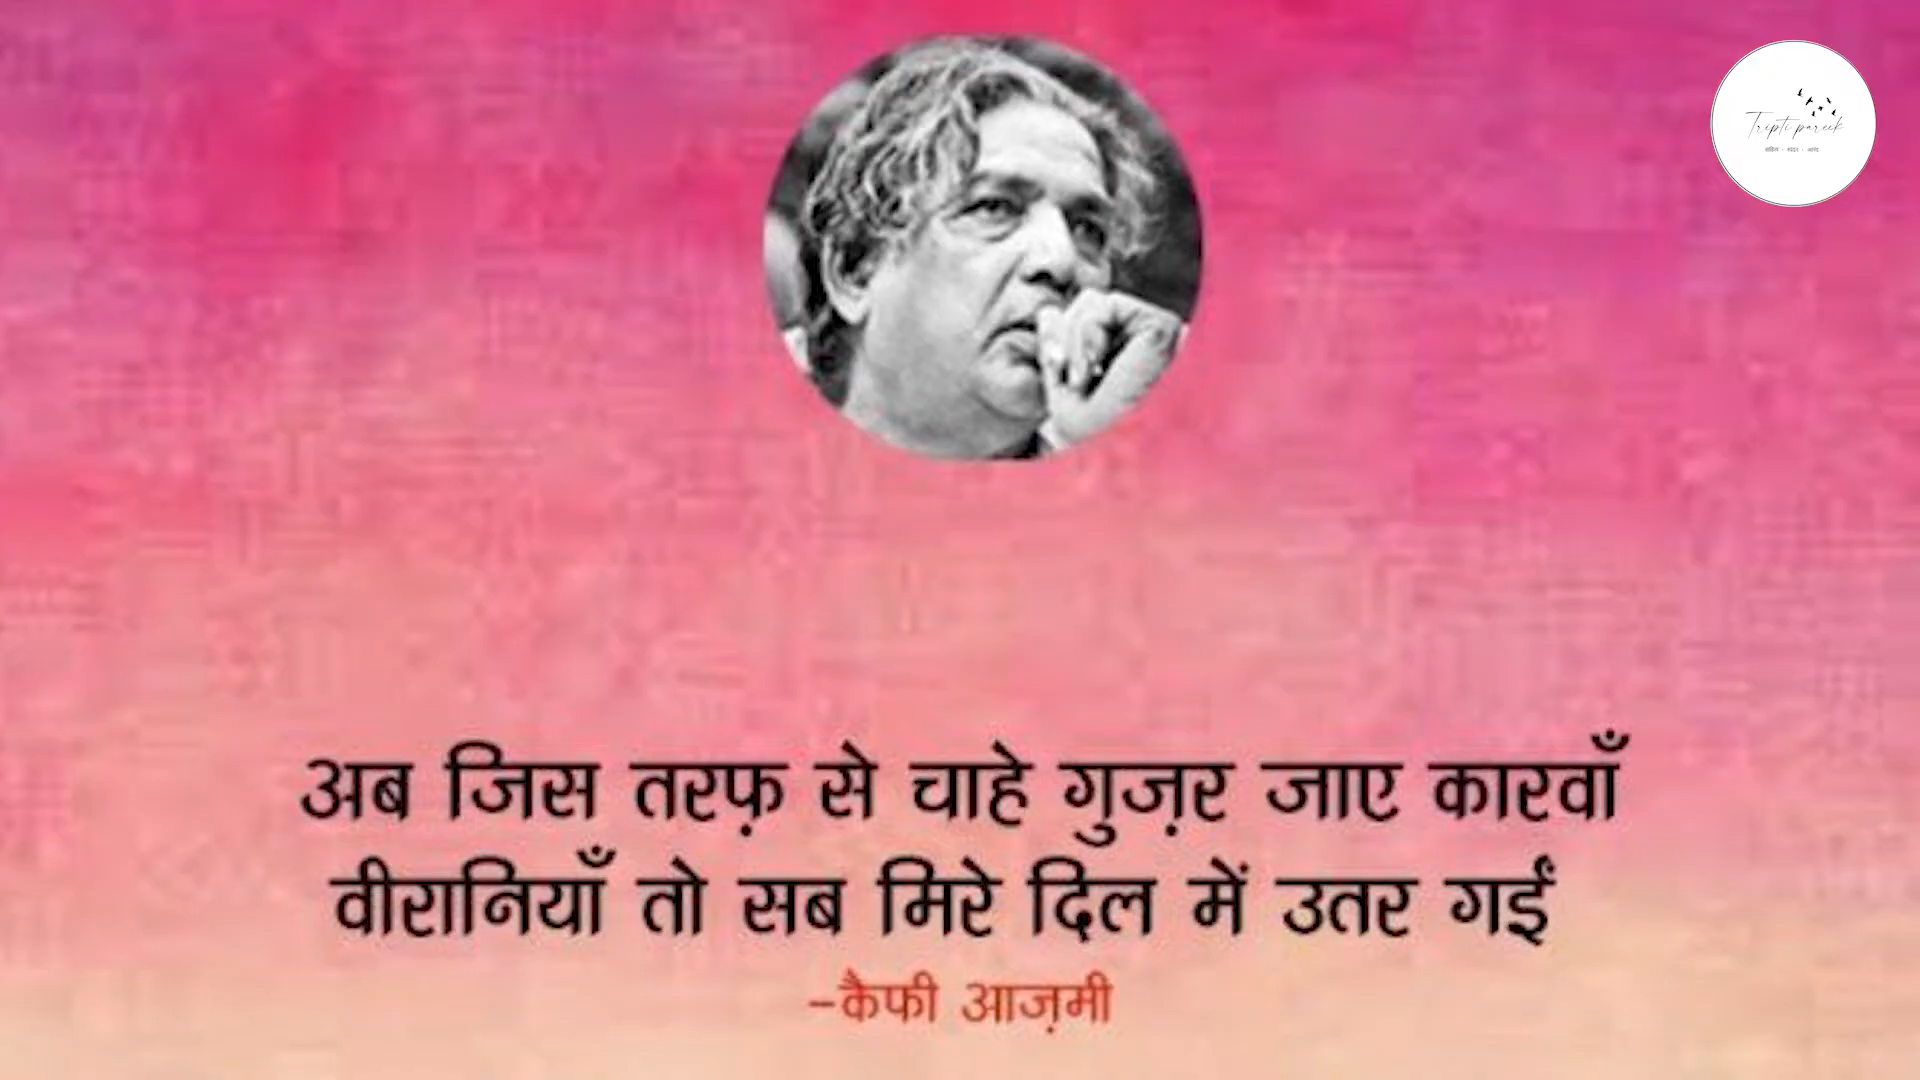 Tripti pareek
अब जिस तरफ़ से चाहे गुज़र जाए कारवाँ
वीरानियाँ तो सब मिरे दिल में उतर गईं
-कैफी आज़मी